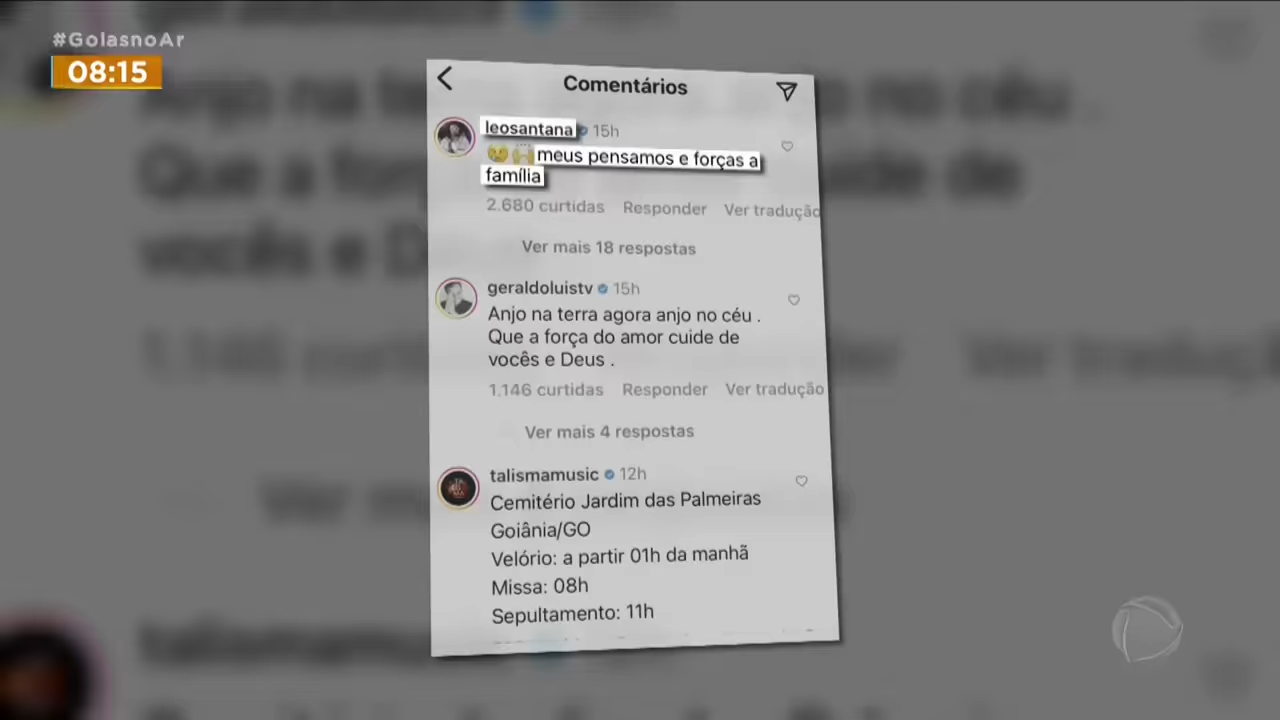 #GoIasnoAr
08:15
Comentários
leosantana 15h
😢🙌meus pensamos e forças a
família
2.680 curtidas Responder Ver tradução
Ver mais 18 respostas
geraldoluistv 15h
Anjo na terra agora anjo no céu .
Que a força do amor cuide de
vocês e Deus .
1.146 curtidas Responder Ver tradução
Ver mais 4 respostas
talismamusic 12h
Cemitério Jardim das Palmeiras
Goiânia/GO
Velório: a partir 01h da manhã
Missa: 08h
Sepultamento: 11h